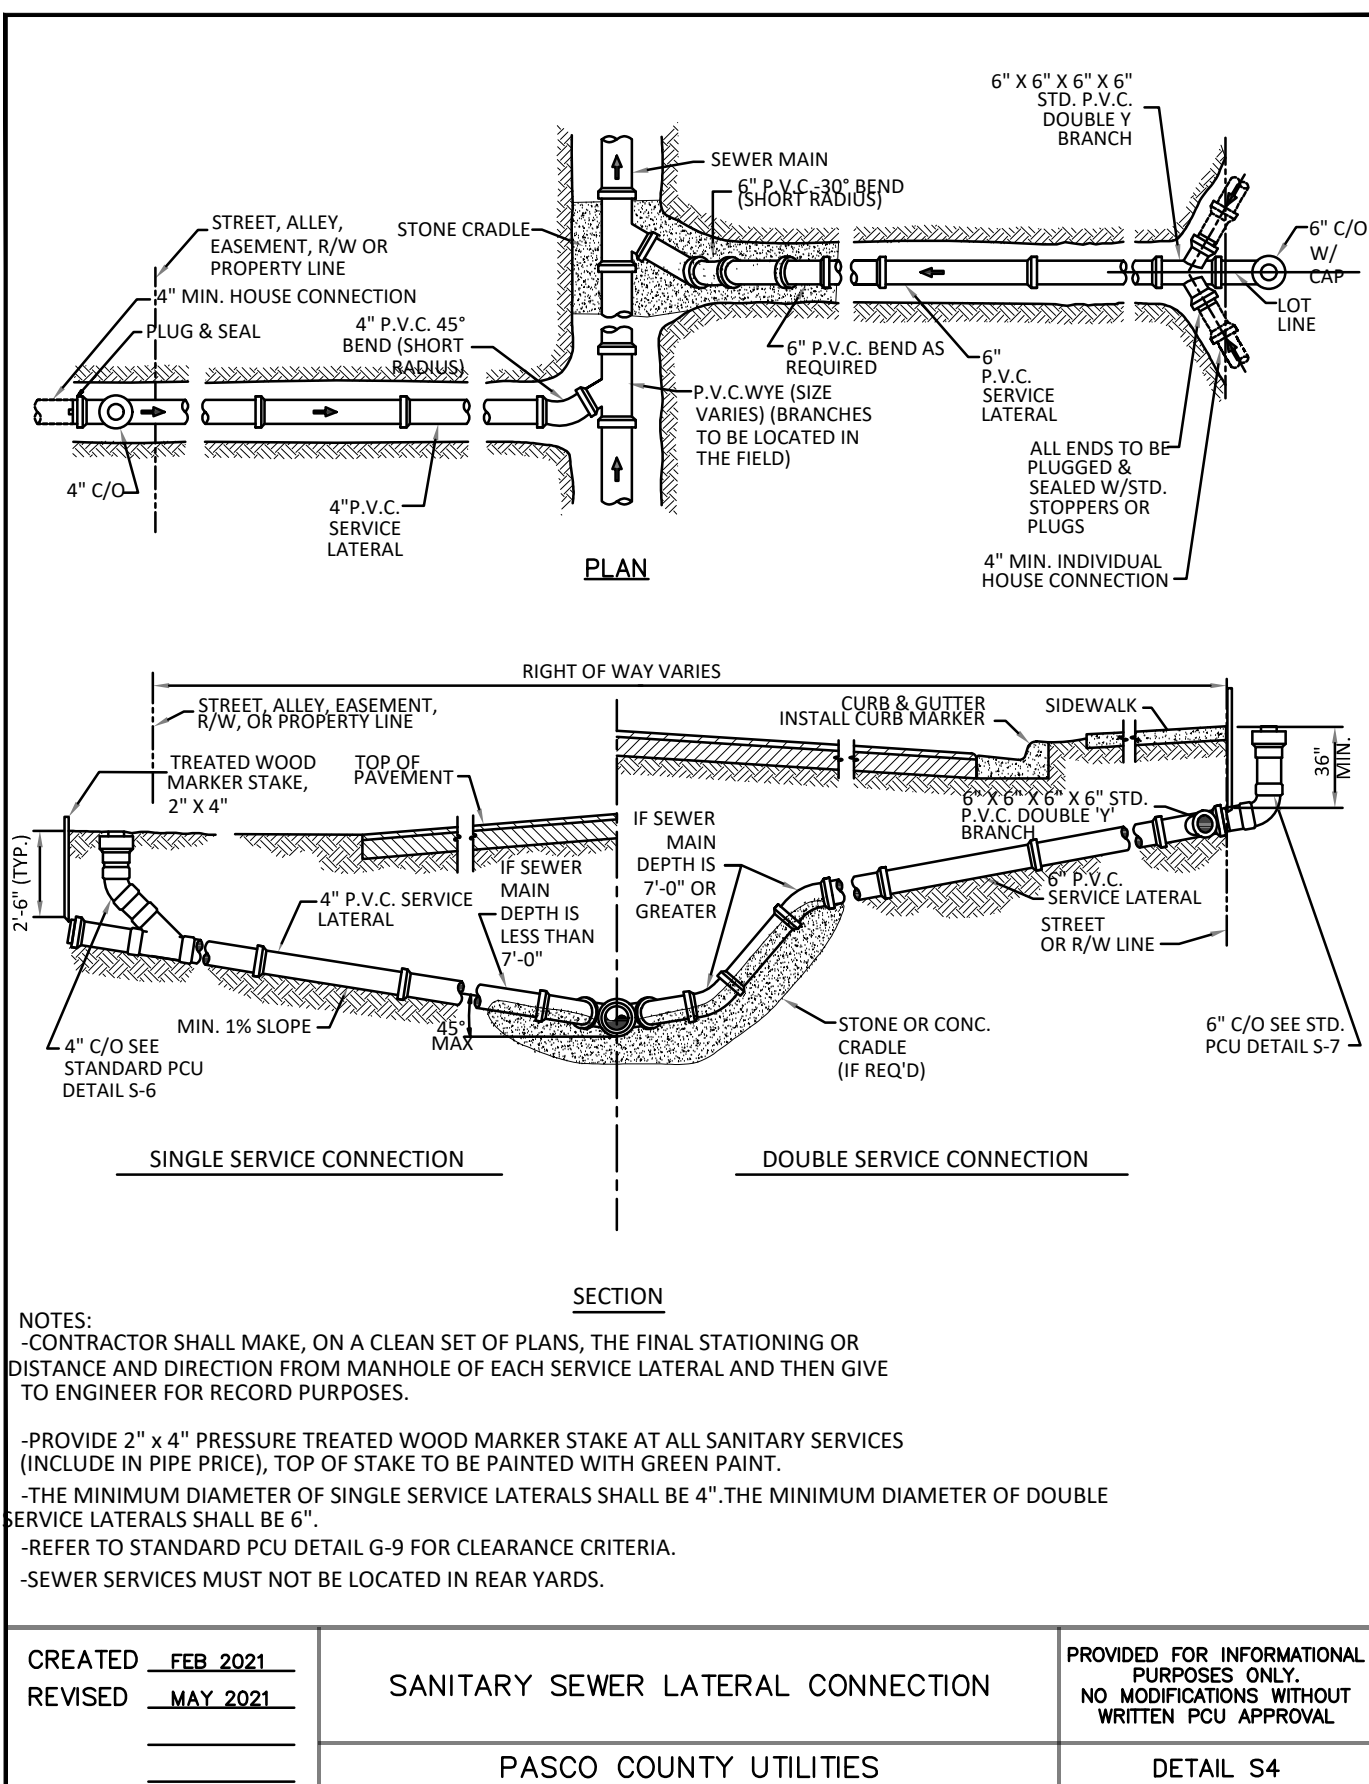 6" X 6" X 6" X 6"
STD. P.V.C.
DOUBLE Y
BRANCH
SEWER MAIN
6" P.V.C.-30° BEND
(SHORT RADIUS)
STREET, ALLEY,
EASEMENT, R/W OR
PROPERTY LINE
STONE CRADLE
6" C/O
W/
CAP
4" MIN. HOUSE CONNECTION
PLUG & SEAL
4" P.V.C. 45°
BEND (SHORT
RADIUS)
LOT
LINE
6" P.V.C. BEND AS
REQUIRED
6"
P.V.C.
SERVICE
LATERAL
P.V.C.WYE (SIZE
VARIES) (BRANCHES
TO BE LOCATED IN
THE FIELD)
ALL ENDS TO BE
PLUGGED &
SEALED W/STD.
STOPPERS OR
PLUGS
4" C/O
4"P.V.C.
SERVICE
LATERAL
4" MIN. INDIVIDUAL
HOUSE CONNECTION
PLAN
RIGHT OF WAY VARIES
STREET, ALLEY, EASEMENT,
R/W, OR PROPERTY LINE
CURB & GUTTER
INSTALL CURB MARKER
SIDEWALK
TREATED WOOD
MARKER STAKE,
2" X 4"
TOP OF
PAVEMENT
36"
MIN.
6" X 6" X 6" X 6" STD.
P.V.C. DOUBLE 'Y'
BRANCH
IF SEWER
MAIN
DEPTH IS
7'-0" OR
GREATER
IF SEWER
MAIN
DEPTH IS
LESS THAN
7'-0"
2'-6" (TYP.)
4" P.V.C. SERVICE
LATERAL
6" P.V.C.
SERVICE LATERAL
STREET
OR R/W LINE
MIN. 1% SLOPE
45°
MAX
STONE OR CONC.
CRADLE
(IF REQ'D)
6" C/O SEE STD.
PCU DETAIL S-7
4" C/O SEE
STANDARD PCU
DETAIL S-6
SINGLE SERVICE CONNECTION
DOUBLE SERVICE CONNECTION
SECTION
NOTES:
-CONTRACTOR SHALL MAKE, ON A CLEAN SET OF PLANS, THE FINAL STATIONING OR
DISTANCE AND DIRECTION FROM MANHOLE OF EACH SERVICE LATERAL AND THEN GIVE
TO ENGINEER FOR RECORD PURPOSES.
-PROVIDE 2" x 4" PRESSURE TREATED WOOD MARKER STAKE AT ALL SANITARY SERVICES
(INCLUDE IN PIPE PRICE), TOP OF STAKE TO BE PAINTED WITH GREEN PAINT.
-THE MINIMUM DIAMETER OF SINGLE SERVICE LATERALS SHALL BE 4".THE MINIMUM DIAMETER OF DOUBLE
SERVICE LATERALS SHALL BE 6".
-REFER TO STANDARD PCU DETAIL G-9 FOR CLEARANCE CRITERIA.
-SEWER SERVICES MUST NOT BE LOCATED IN REAR YARDS.
CREATED FEB 2021
REVISED MAY 2021
SANITARY SEWER LATERAL CONNECTION
PROVIDED FOR INFORMATIONAL
PURPOSES ONLY.
NO MODIFICATIONS WITHOUT
WRITTEN PCU APPROVAL
PASCO COUNTY UTILITIES
DETAIL S4